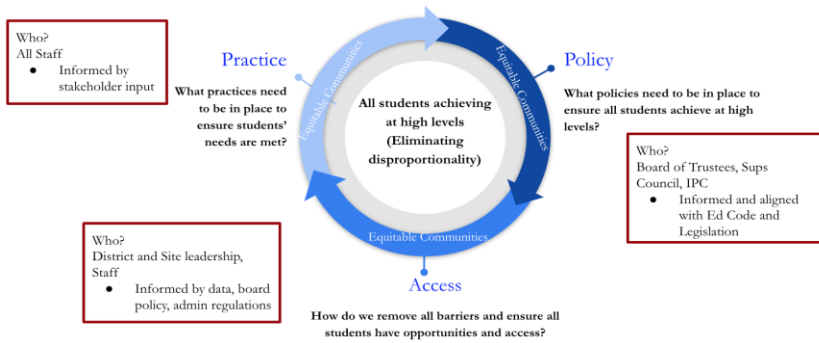 Who?
All Staff
● Informed by
stakeholder input
Practice
What practices need
to be in place to
ensure students’
needs are met?
Equitable Communities
Equitable Communities
Equitable Communities
All students achieving
at high levels
(Eliminating
disproportionality)
Policy
What policies need to be in place to
ensure all students achieve at high
levels?
Who?
Board of Trustees, Sups
Council, IPC
● Informed and aligned
with Ed Code and
Legislation
Who?
District and Site leadership,
Staff
● Informed by data, board
policy, admin regulations
Access
How do we remove all barriers and ensure all
students have opportunities and access?